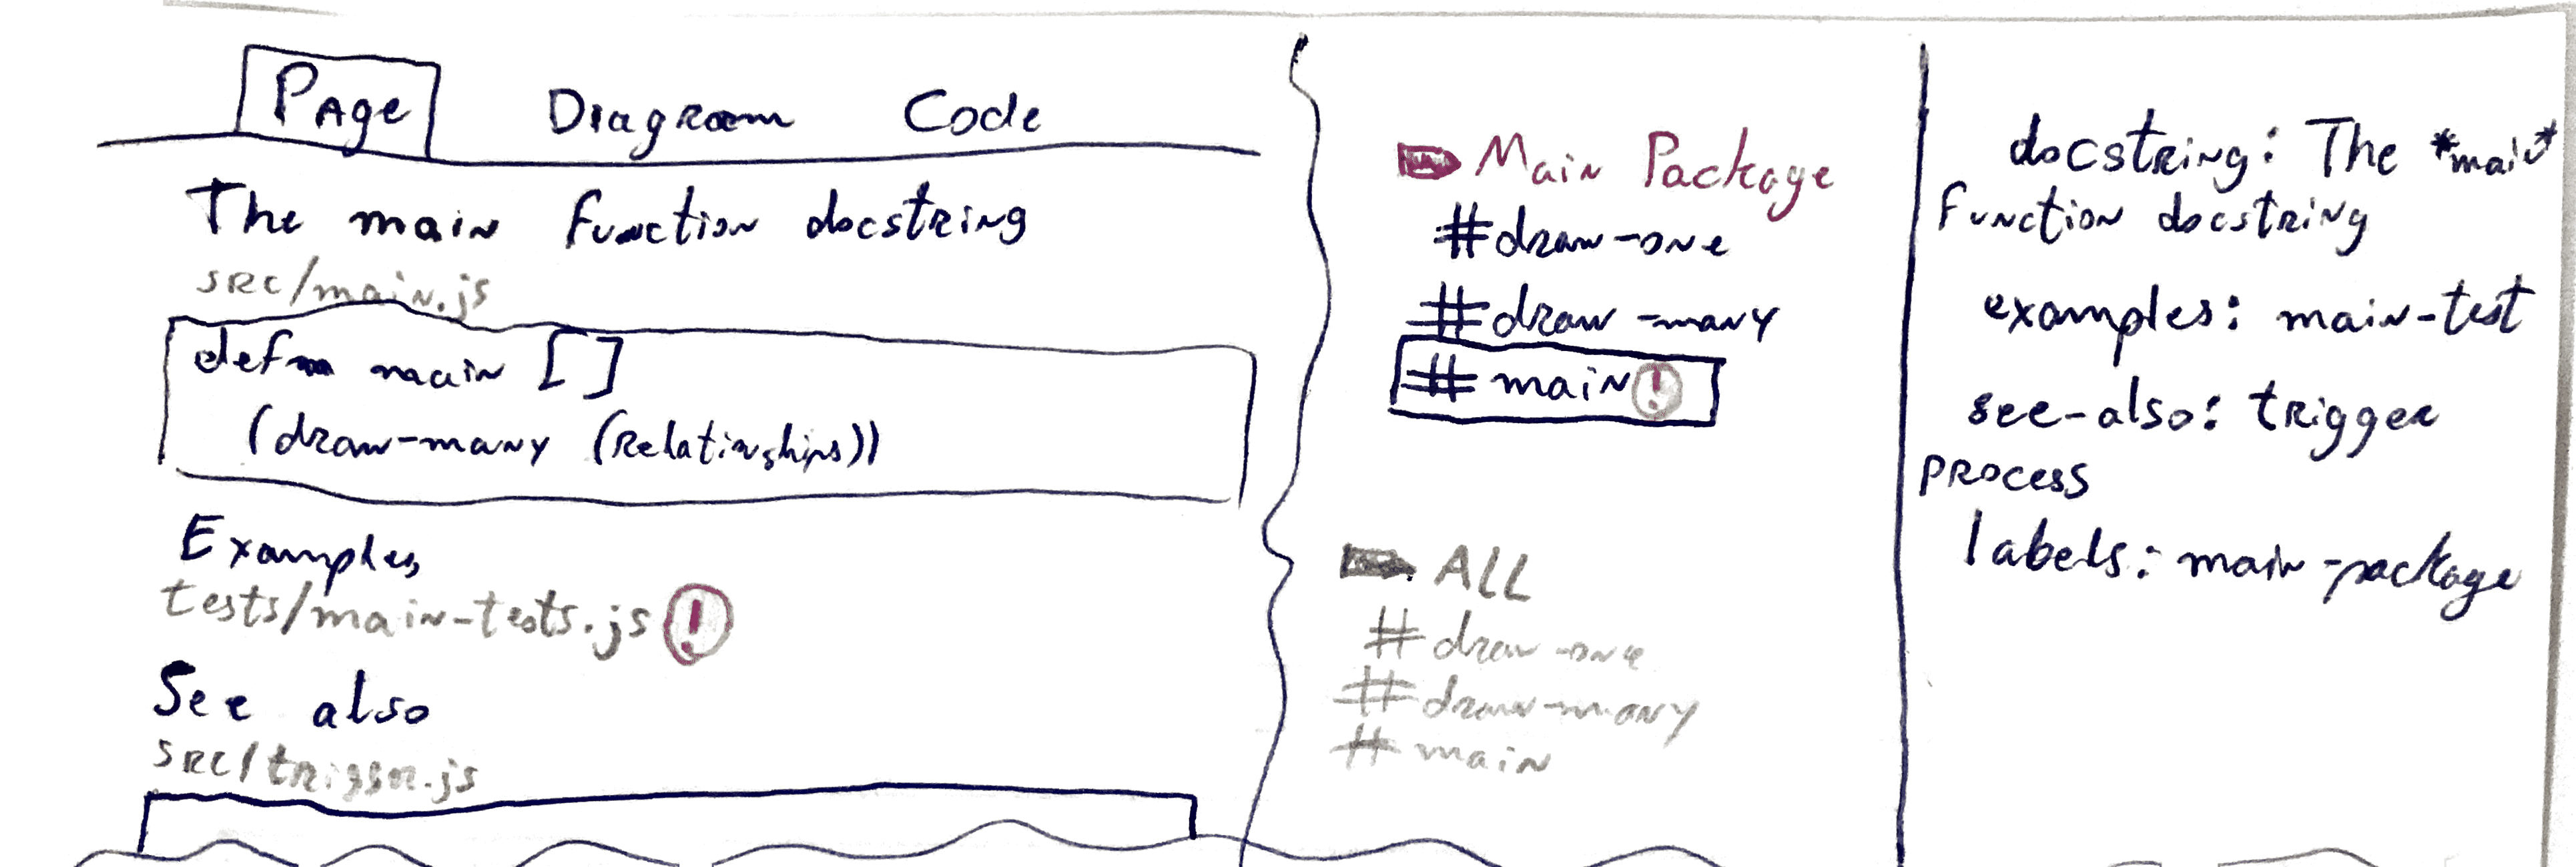 Page Diagram Code
The main function docstring
src/main.js
defn main []
(draw-many (relationships))
Examples
tests/main-tests.js !
See also
src/trigger.js
Main Package
#draw-one
#draw-many
#main !
ALL
#draw-one
#draw-many
#main
docstring: The *main*
function docstring
examples: main-test
see-also: trigger
process
labels: main-package